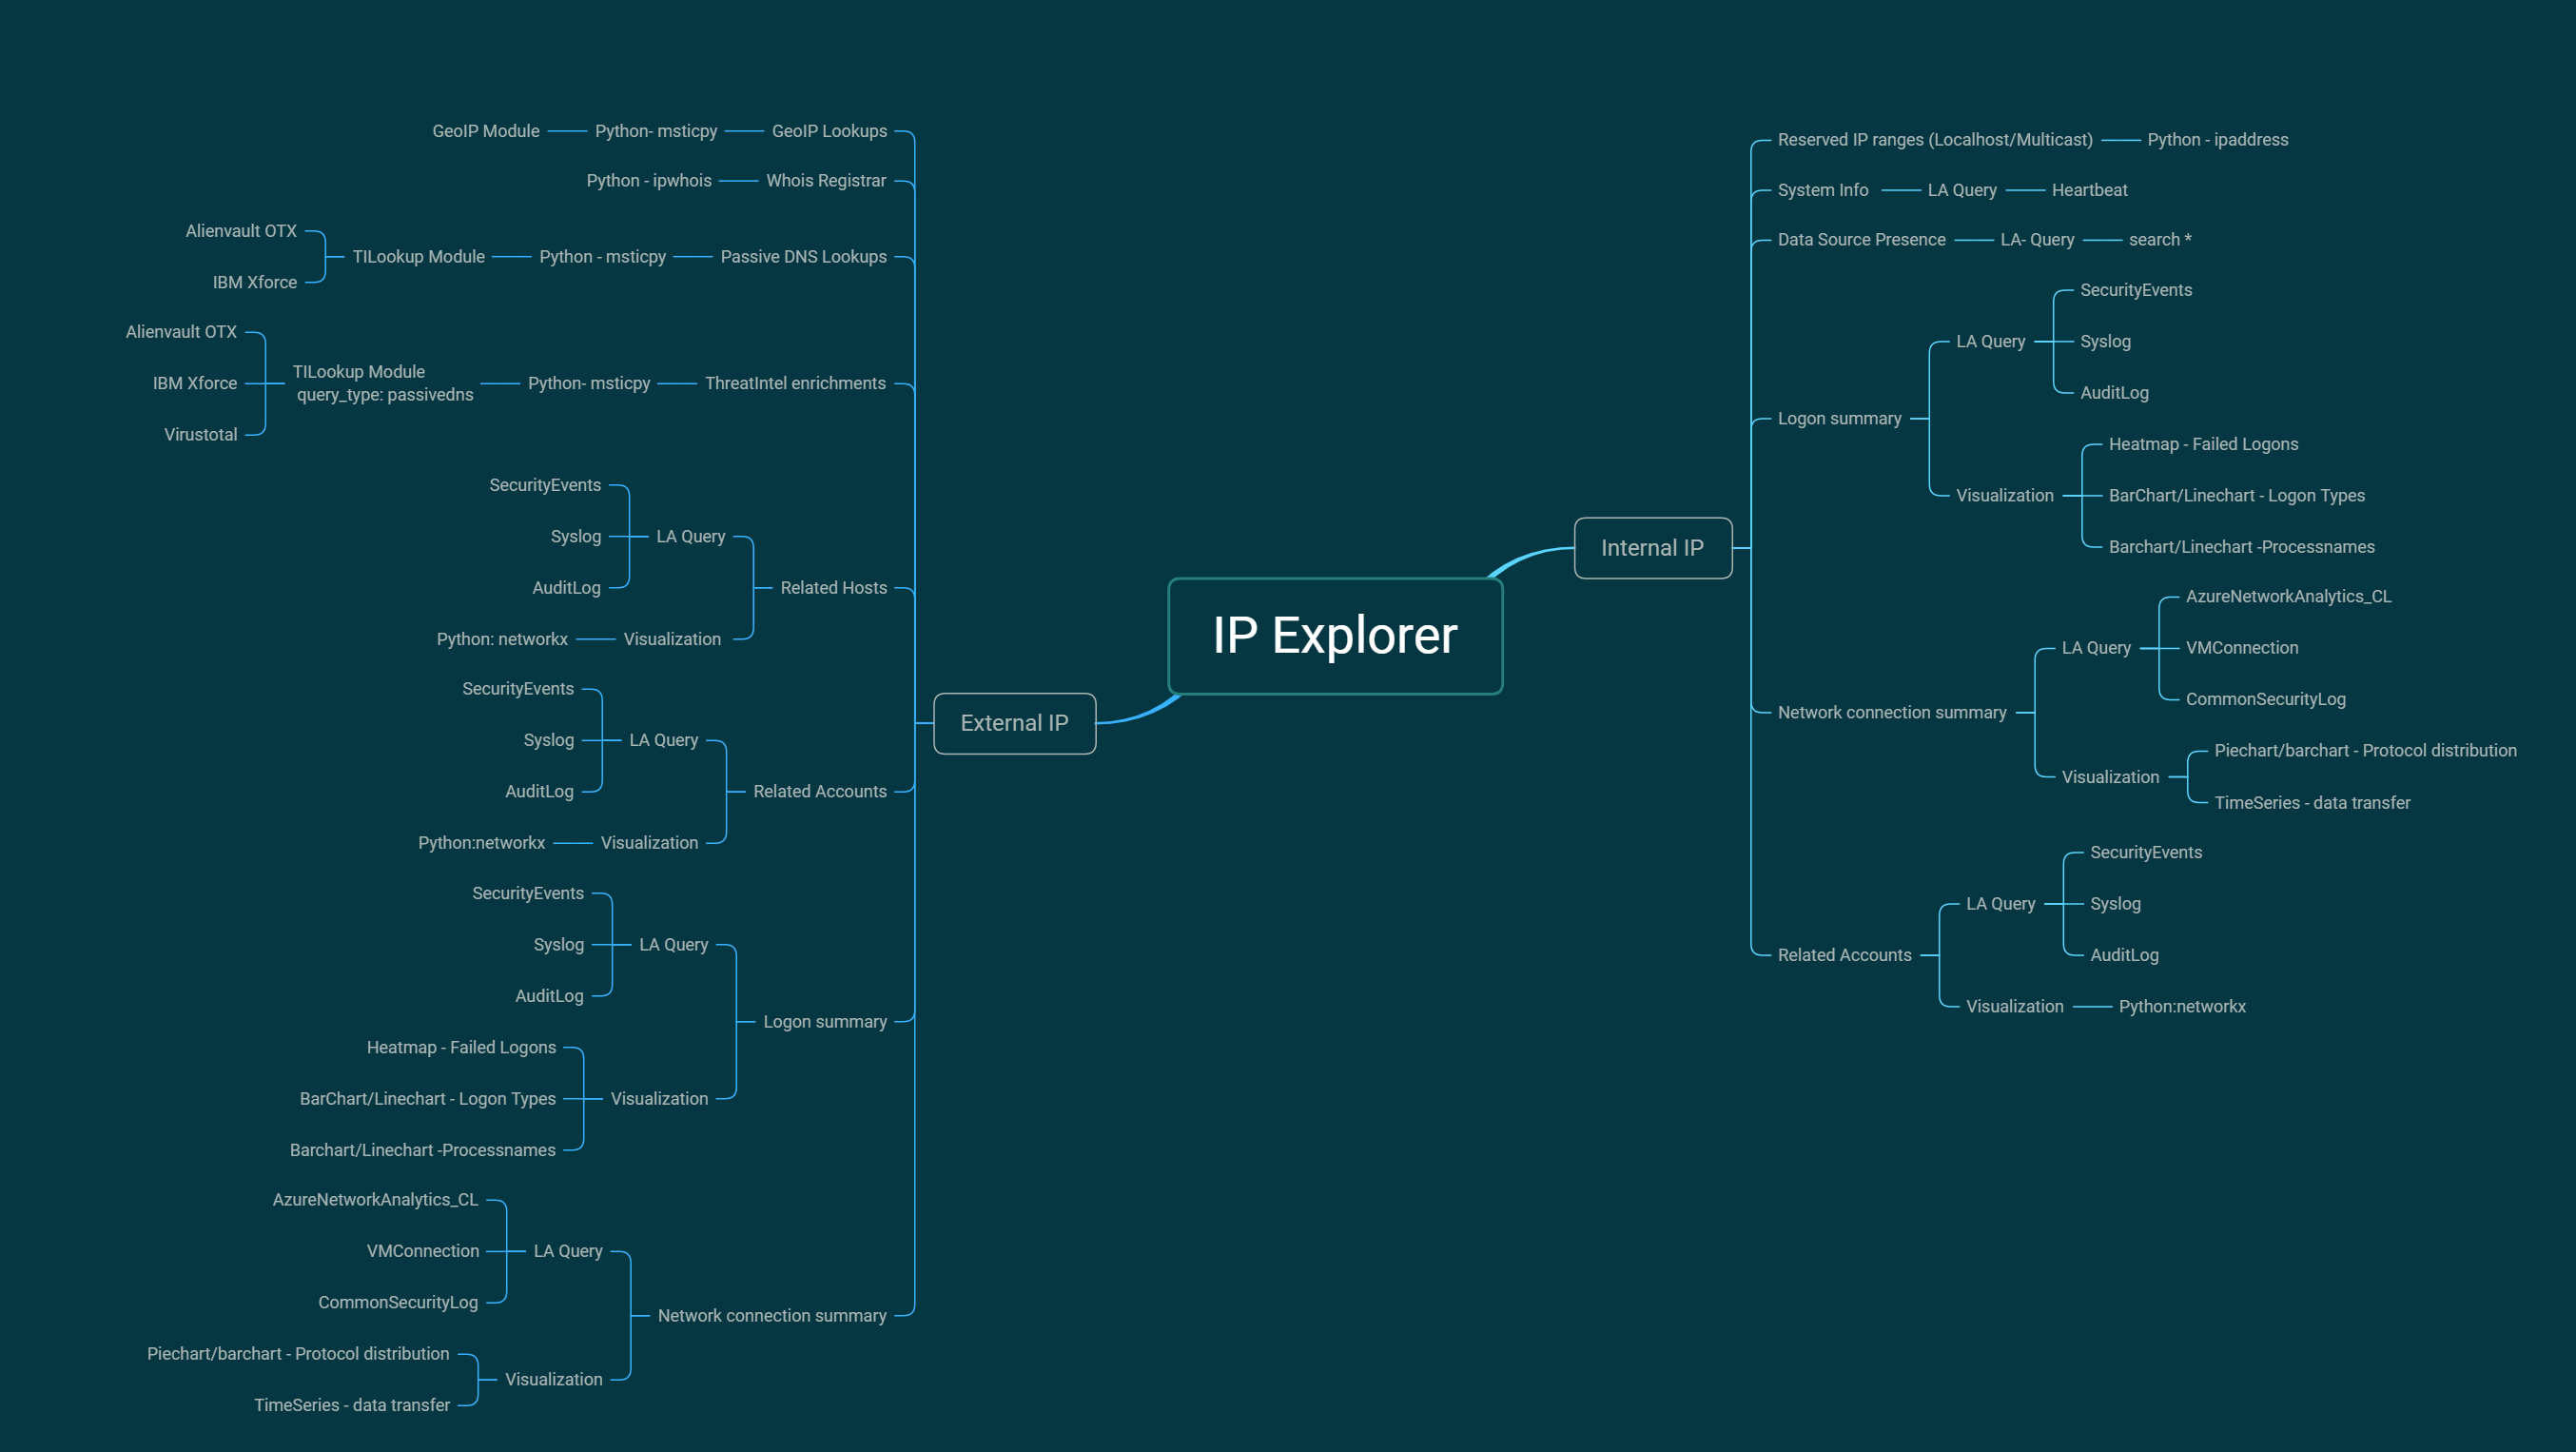 IP Explorer
External IP
GeoIP Lookups
Python- msticpy
GeoIP Module
Whois Registrar
Python - ipwhois
Passive DNS Lookups
Python - msticpy
TILookup Module
Alienvault OTX
IBM Xforce
ThreatIntel enrichments
Python- msticpy
TILookup Module
query_type: passivedns
Alienvault OTX
IBM Xforce
Virustotal
Related Hosts
LA Query
SecurityEvents
Syslog
AuditLog
Visualization
Python: networkx
Related Accounts
LA Query
SecurityEvents
Syslog
AuditLog
Visualization
Python:networkx
Logon summary
LA Query
SecurityEvents
Syslog
AuditLog
Visualization
Heatmap - Failed Logons
BarChart/Linechart - Logon Types
Barchart/Linechart -Processnames
Network connection summary
LA Query
AzureNetworkAnalytics_CL
VMConnection
CommonSecurityLog
Visualization
Piechart/barchart - Protocol distribution
TimeSeries - data transfer
Internal IP
Reserved IP ranges (Localhost/Multicast)
Python - ipaddress
System Info
LA Query
Heartbeat
Data Source Presence
LA- Query
search *
Logon summary
LA Query
SecurityEvents
Syslog
AuditLog
Visualization
Heatmap - Failed Logons
BarChart/Linechart - Logon Types
Barchart/Linechart -Processnames
Network connection summary
LA Query
AzureNetworkAnalytics_CL
VMConnection
CommonSecurityLog
Visualization
Piechart/barchart - Protocol distribution
TimeSeries - data transfer
Related Accounts
LA Query
SecurityEvents
Syslog
AuditLog
Visualization
Python:networkx